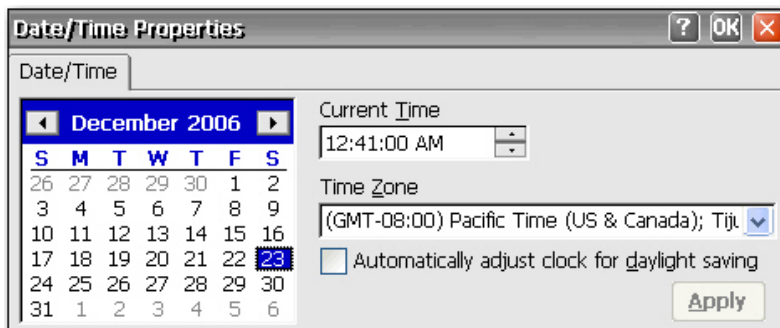 Date/Time Properties ? OK X
Date/Time
December 2006
S M T W T F S
26 27 28 29 30 1 2
3 4 5 6 7 8 9
10 11 12 13 14 15 16
17 18 19 20 21 22 23
24 25 26 27 28 29 30
31 1 2 3 4 5 6
Current Time
12:41:00 AM
Time Zone
(GMT-08:00) Pacific Time (US & Canada); Tiju
Automatically adjust clock for daylight saving
Apply